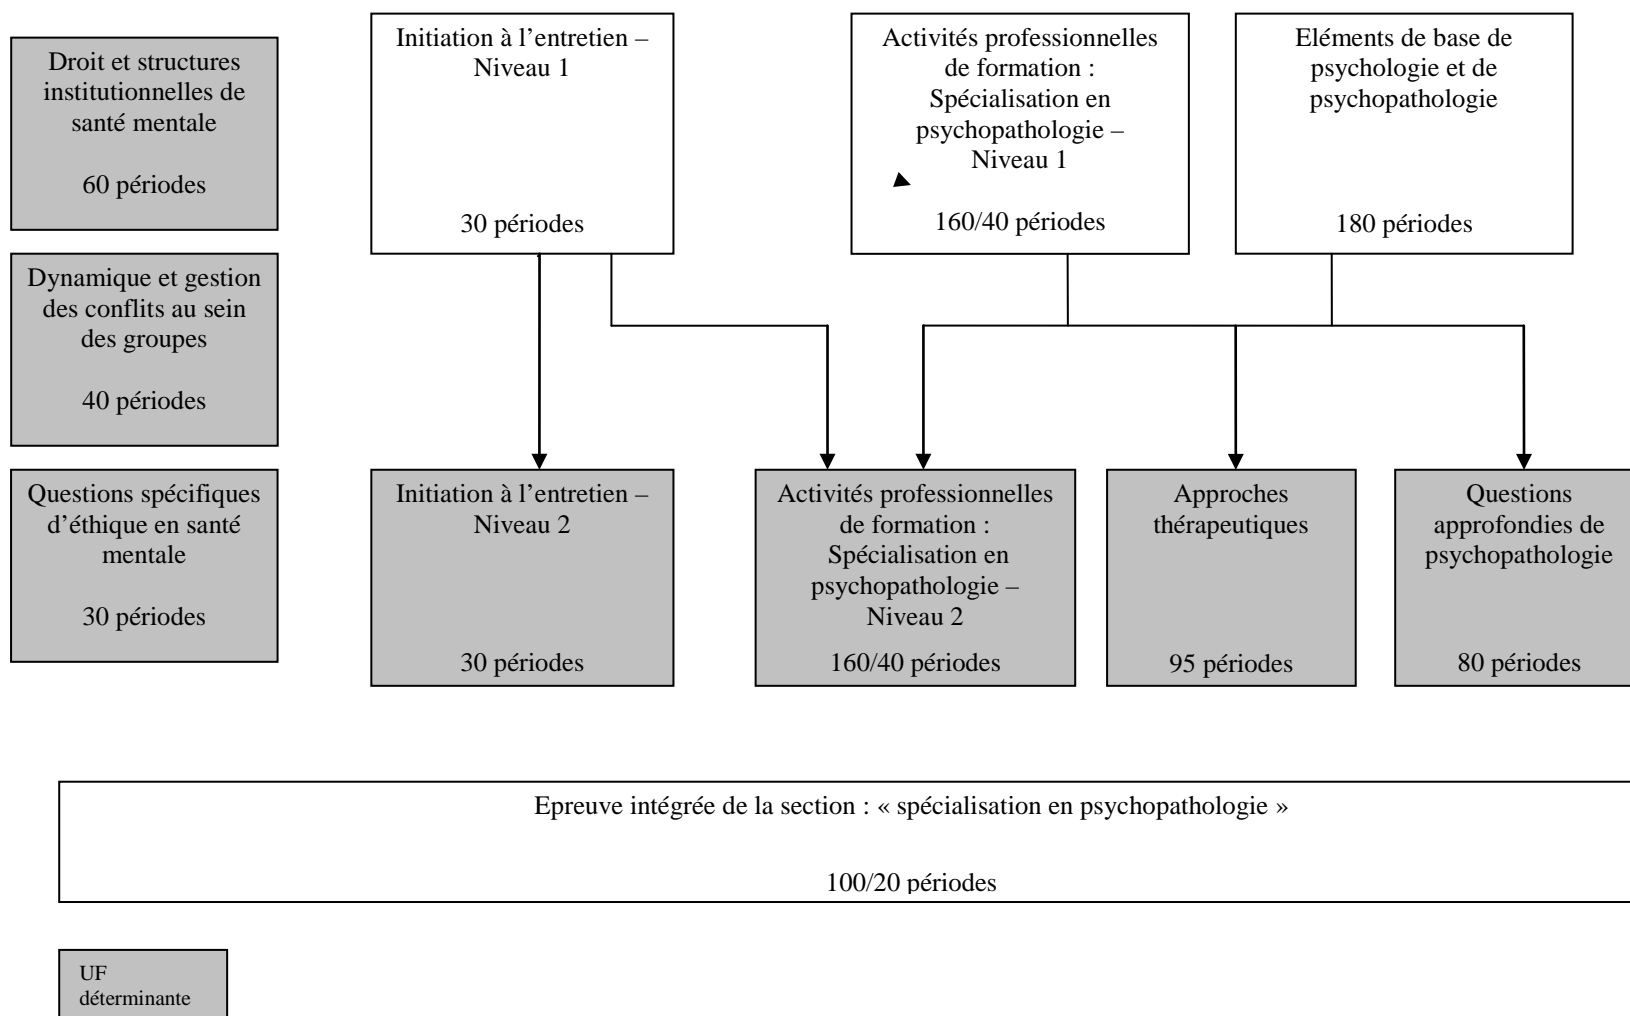 Droit et structures
institutionnelles de
santé mentale
60 périodes
Initiation à l’entretien –
Niveau 1
30 périodes
Activités professionnelles
de formation :
Spécialisation en
psychopathologie –
Niveau 1
160/40 périodes
Eléments de base de
psychologie et de
psychopathologie
180 périodes
Dynamique et gestion
des conflits au sein
des groupes
40 périodes
Questions spécifiques
d’éthique en santé
mentale
30 périodes
Initiation à l’entretien –
Niveau 2
30 périodes
Activités professionnelles
de formation :
Spécialisation en
psychopathologie –
Niveau 2
160/40 périodes
Approches
thérapeutiques
95 périodes
Questions
approfondies de
psychopathologie
80 périodes
Epreuve intégrée de la section : « spécialisation en psychopathologie »
100/20 périodes
UF
déterminante